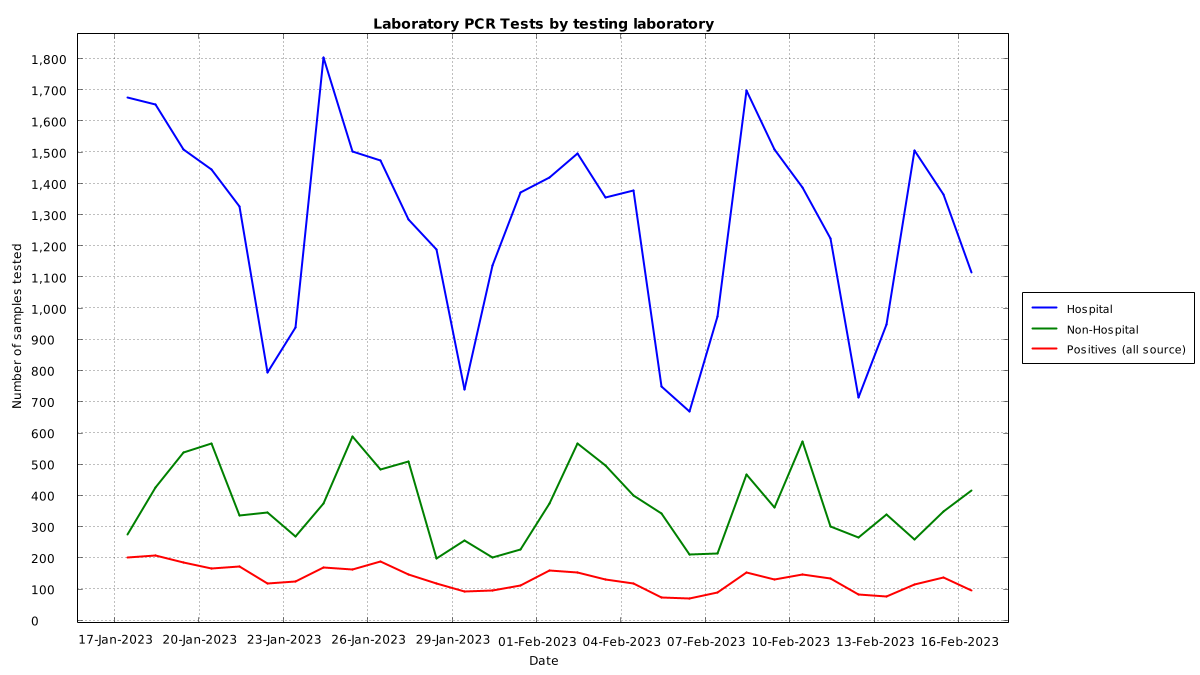 Laboratory PCR Tests by testing laboratory
Number of samples tested
1,800
1,700
1,600
1,500
1,400
1,300
1,200
1,100
1,000
900
800
700
600
500
400
300
200
100
0
17-Jan-2023 20-Jan-2023 23-Jan-2023 26-Jan-2023 29-Jan-2023 01-Feb-2023 04-Feb-2023 07-Feb-2023 10-Feb-2023 13-Feb-2023 16-Feb-2023
Date
Hospital
Non-Hospital
Positives (all source)